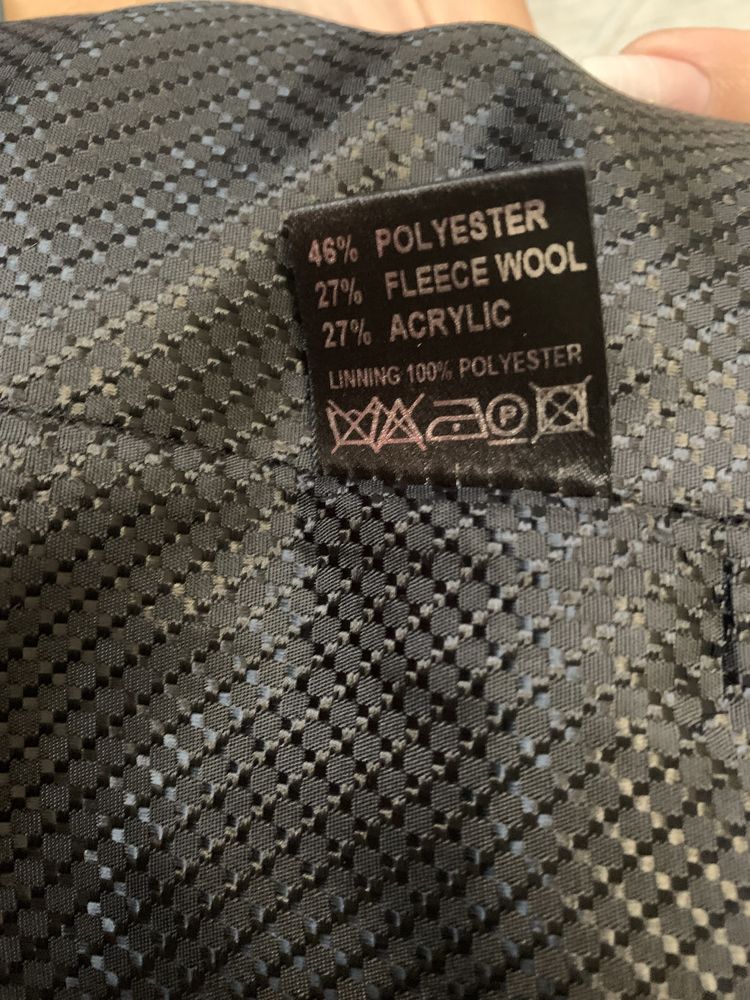 46% POLYESTER
27% FLEECE WOOL
27% ACRYLIC
LINNING 100% POLYESTER
P